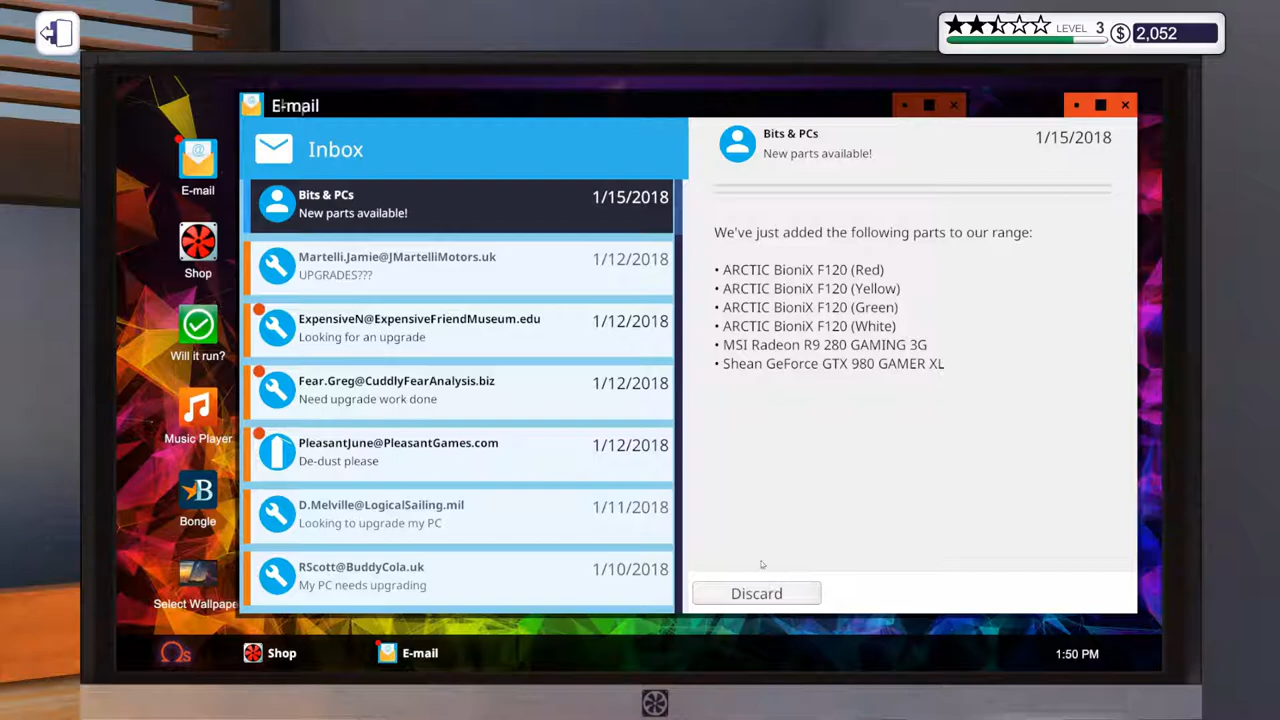 LEVEL 3
$ 2,052
E-mail
Inbox
Bits & PCs
New parts available!
1/15/2018
Martelli.Jamie@JMartelliMotors.uk
UPGRADES???
1/12/2018
ExpensiveN@ExpensiveFriendMuseum.edu
Looking for an upgrade
1/12/2018
Fear.Greg@CuddlyFearAnalysis.biz
Need upgrade work done
1/12/2018
PleasantJune@PleasantGames.com
De-dust please
1/12/2018
D.Melville@LogicalSailing.mil
Looking to upgrade my PC
1/11/2018
RScott@BuddyCola.uk
My PC needs upgrading
1/10/2018
Bits & PCs
New parts available!
1/15/2018
We've just added the following parts to our range:
• ARCTIC BioniX F120 (Red)
• ARCTIC BioniX F120 (Yellow)
• ARCTIC BioniX F120 (Green)
• ARCTIC BioniX F120 (White)
• MSI Radeon R9 280 GAMING 3G
• Shean GeForce GTX 980 GAMER XL
Discard
E-mail
Shop
Will it run?
Music Player
B
Bongle
Select Wallpape
Ωs
Shop
E-mail
1:50 PM